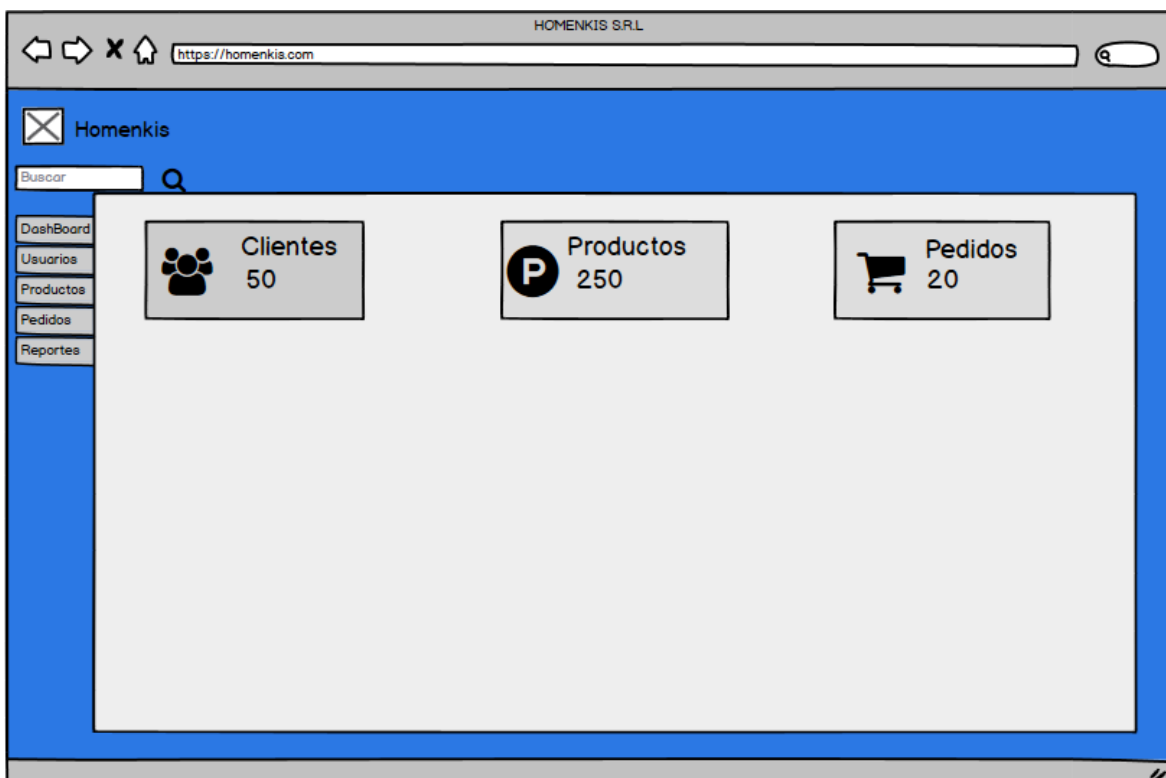 HOMENKIS S.R.L
https://homenkis.com
Homenkis
Buscar
DashBoard
Usuarios
Productos
Pedidos
Reportes
Clientes
50
P
Productos
250
Pedidos
20